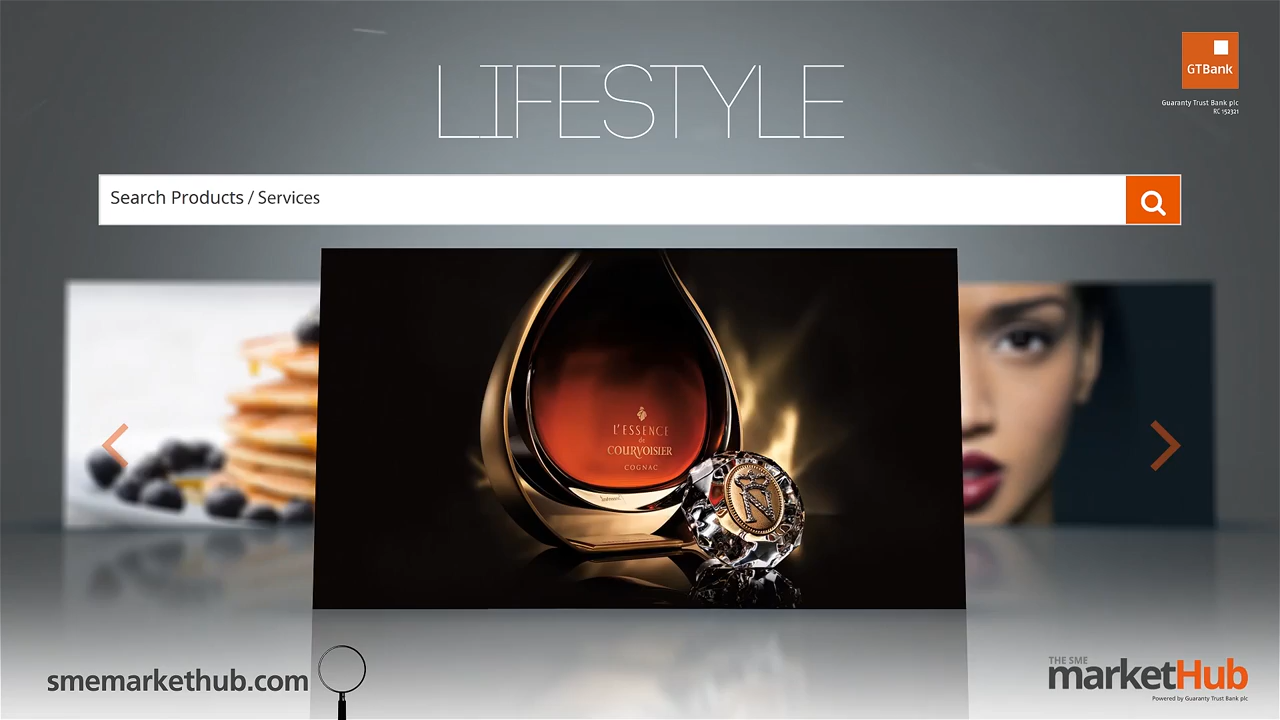 LIFESTYLE
GTBank
Guaranty Trust Bank plc
RC 152321
Search Products / Services
L'ESSENCE
de
COURVOISIER
COGNAC
N
smemarkethub.com
THE SME
marketHub
Powered by Guaranty Trust Bank plc